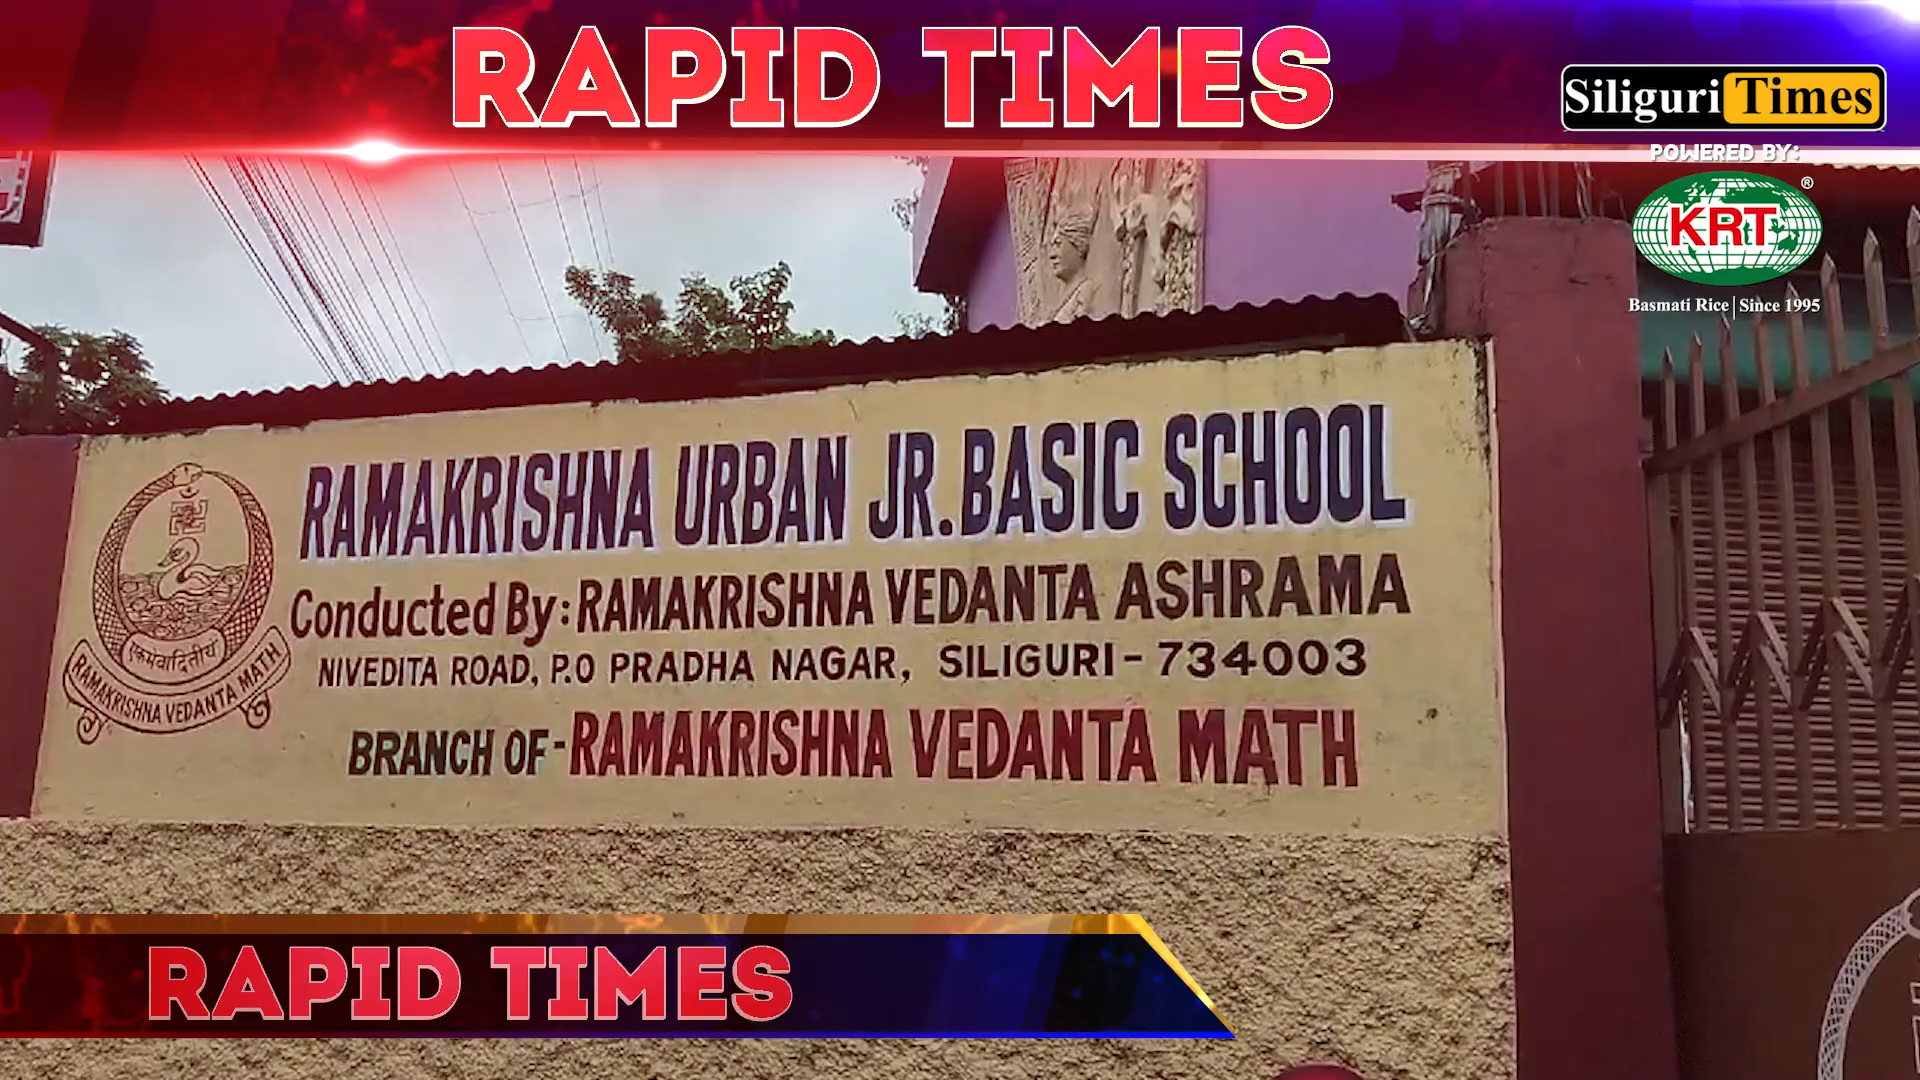 RAPID TIMES
Siliguri Times
POWERED BY:
KRT
®
Basmati Rice | Since 1995
RAMAKRISHNA URBAN JR. BASIC SCHOOL
Conducted By: RAMAKRISHNA VEDANTA ASHRAMA
NIVEDITA ROAD, P.O PRADHA NAGAR, SILIGURI - 734003
BRANCH OF - RAMAKRISHNA VEDANTA MATH
एकमेवाद्वितीयं
RAMAKRISHNA VEDANTA MATH
RAPID TIMES